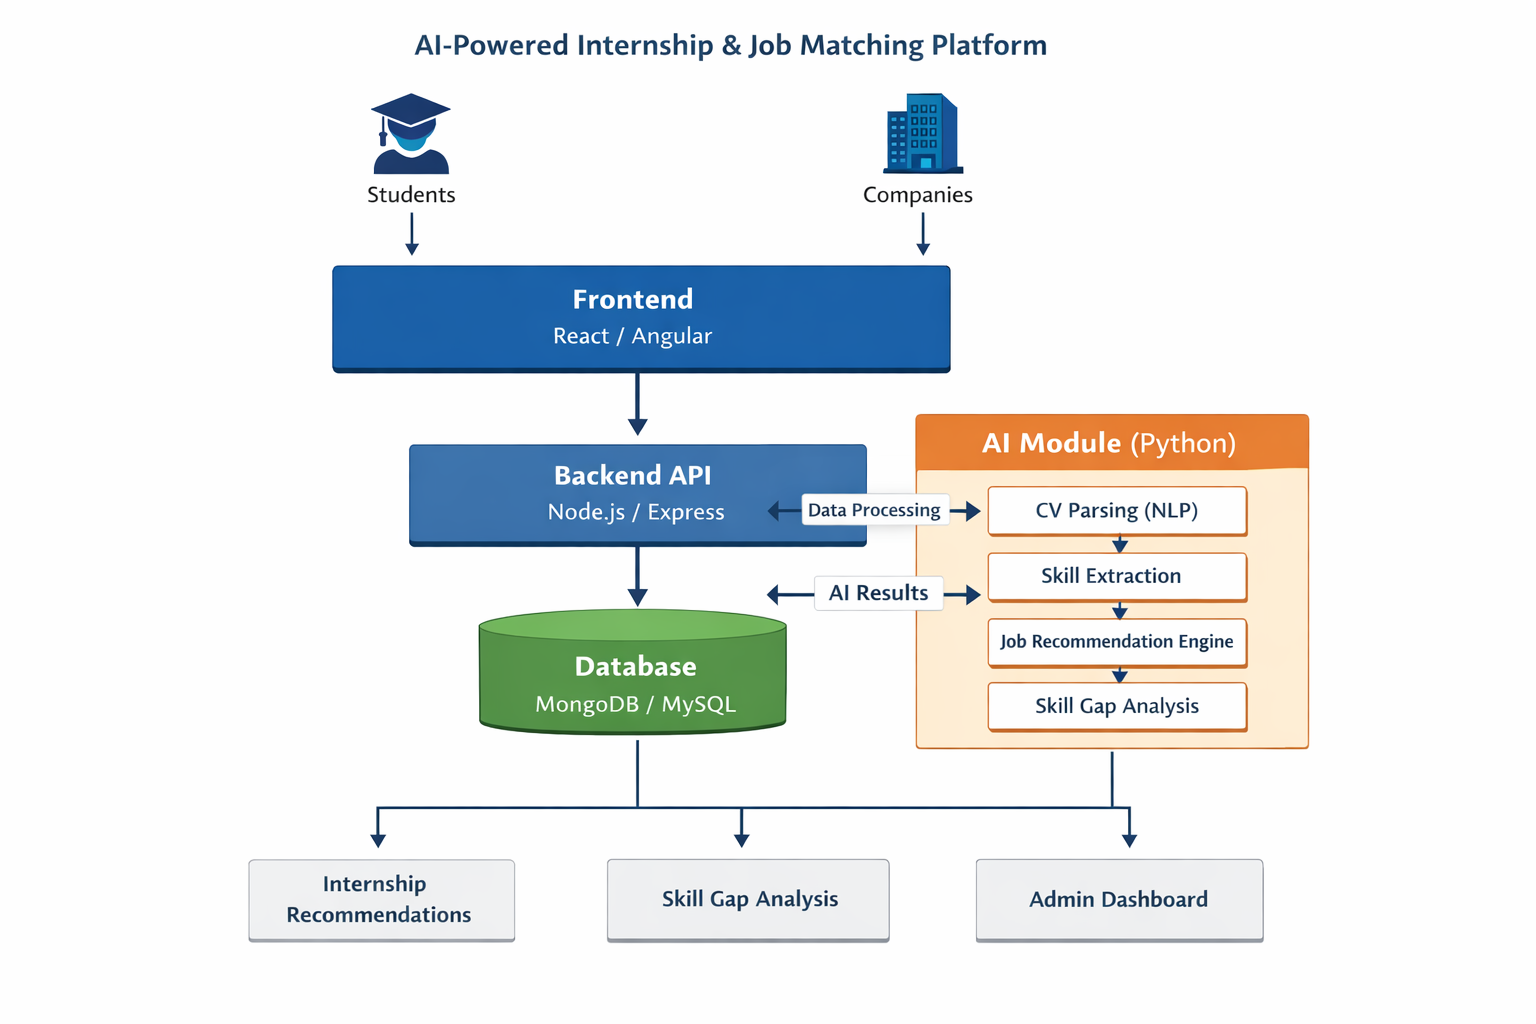 AI-Powered Internship & Job Matching Platform
Students
Companies
Frontend
React / Angular
Backend API
Node.js / Express
Data Processing
AI Results
AI Module (Python)
CV Parsing (NLP)
Skill Extraction
Job Recommendation Engine
Skill Gap Analysis
Database
MongoDB / MySQL
Internship
Recommendations
Skill Gap Analysis
Admin Dashboard